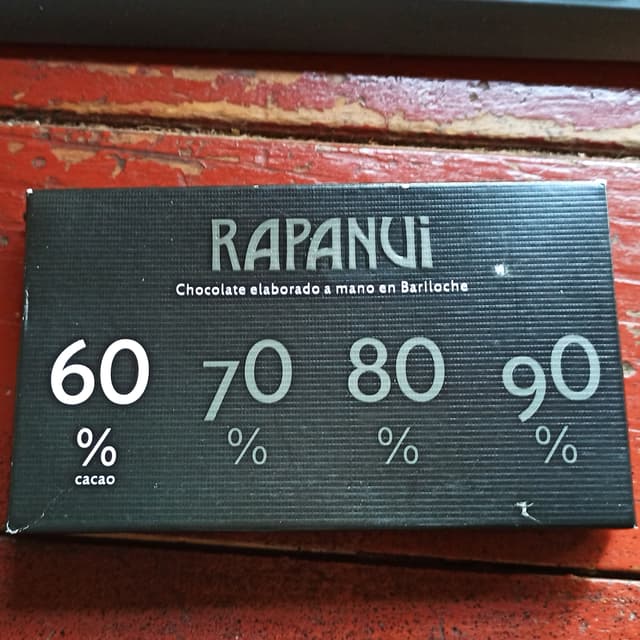 RAPANUi
Chocolate elaborado a mano en Bariloche
60 70 80 90
% % % %
cacao